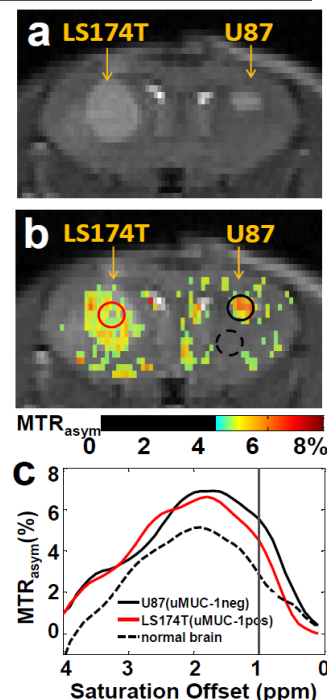 a
LS174T U87
b
LS174T U87
MTRasym
0 2 4 6 8%
c
8
6
4
2
0
MTRasym(%)
U87(uMUC-1neg)
LS174T(uMUC-1pos)
normal brain
4 3 2 1 0
Saturation Offset (ppm)